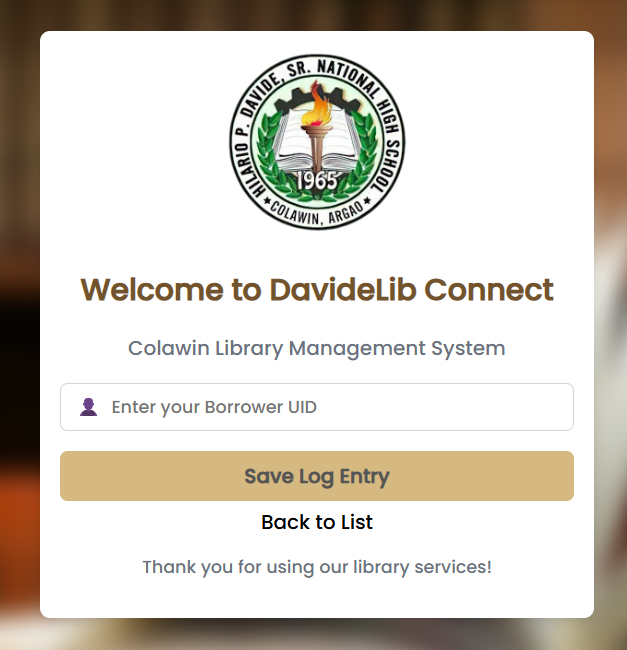 HILARIO P. DAVIDE, SR. NATIONAL HIGH SCHOOL
1965
COLAWIN, ARGAO
Welcome to DavideLib Connect
Colawin Library Management System
Enter your Borrower UID
Save Log Entry
Back to List
Thank you for using our library services!